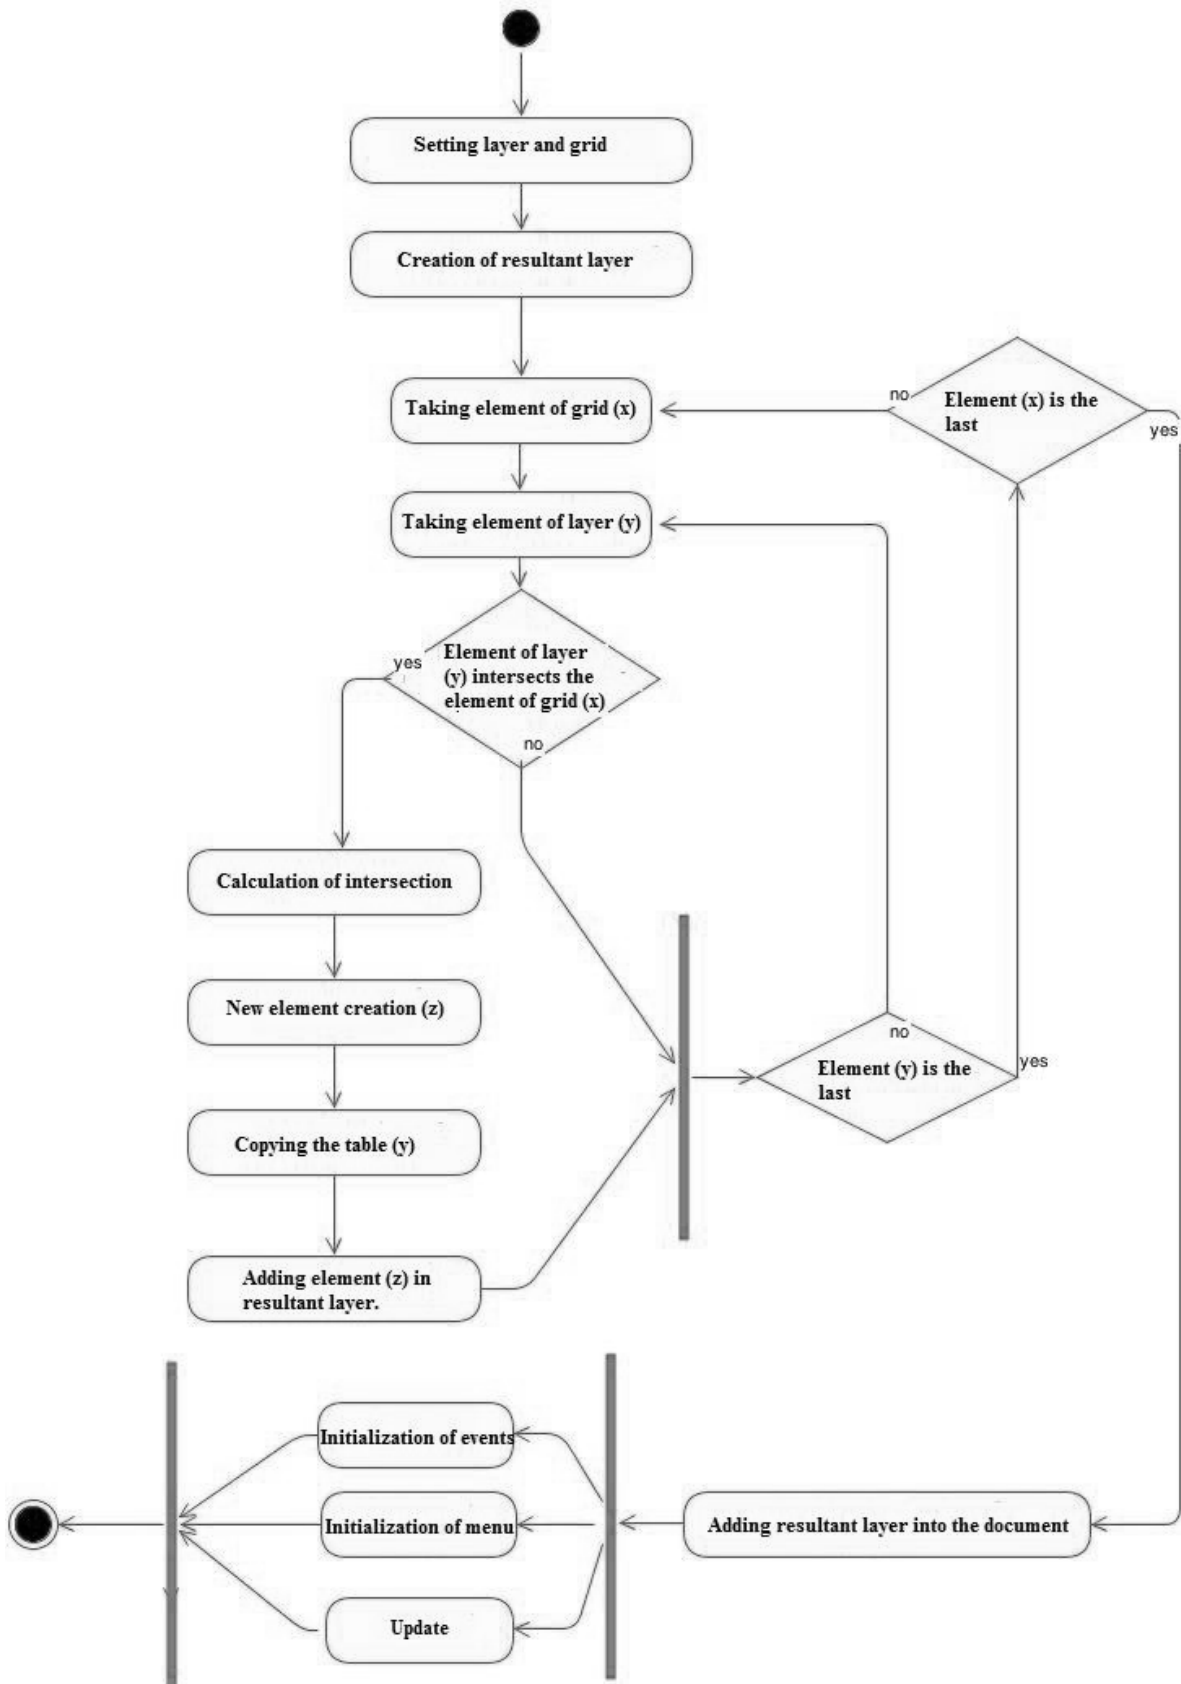 Setting layer and grid
Creation of resultant layer
Taking element of grid (x)
no
Element (x) is the
last
yes
Taking element of layer (y)
yes
Element of layer
(y) intersects the
element of grid (x)
no
Calculation of intersection
New element creation (z)
no
Element (y) is the
last
yes
Copying the table (y)
Adding element (z) in
resultant layer.
Initialization of events
Initialization of menu
Adding resultant layer into the document
Update